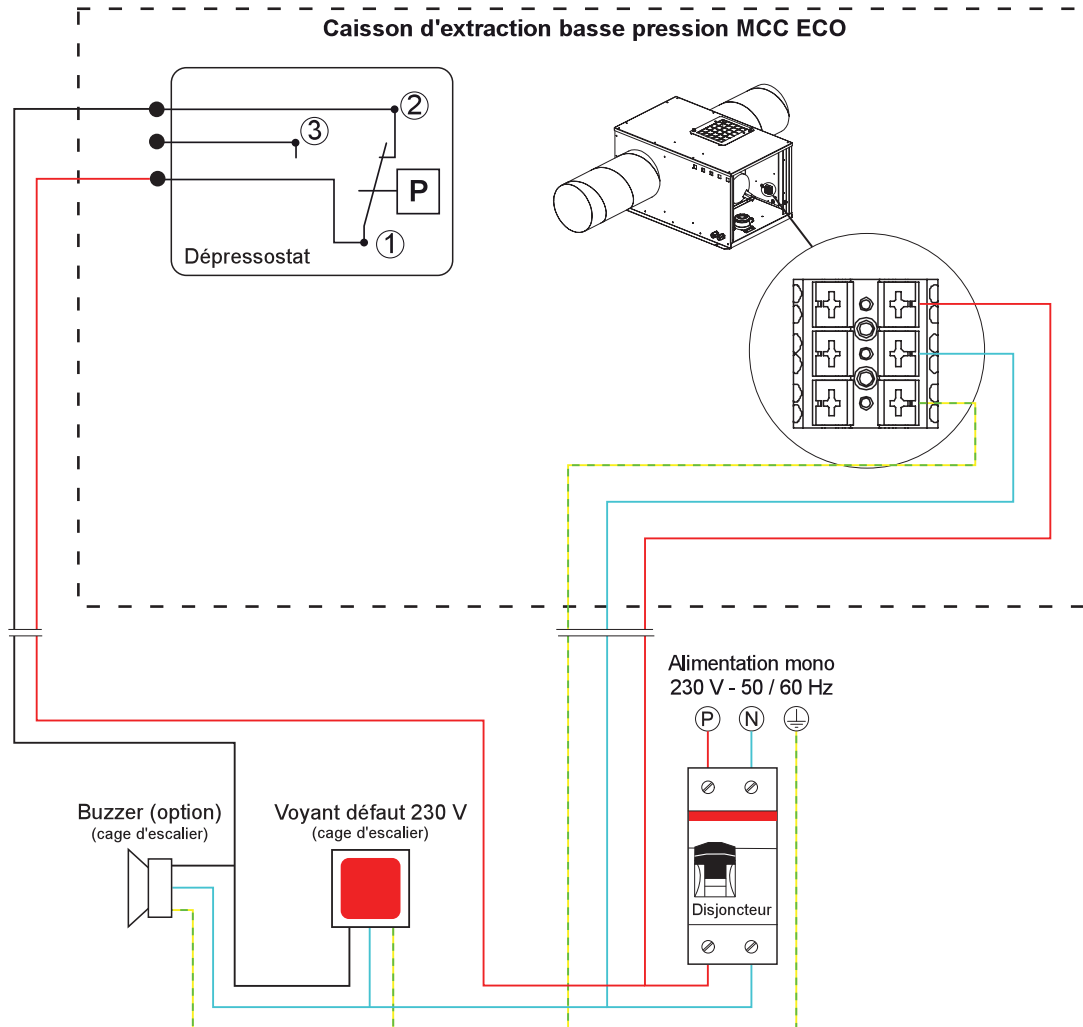 Caisson d'extraction basse pression MCC ECO
2
3
P
1
Dépressostat
Alimentation mono
230 V - 50 / 60 Hz
P N
Buzzer (option)
(cage d'escalier)
Voyant défaut 230 V
(cage d'escalier)
Disjoncteur